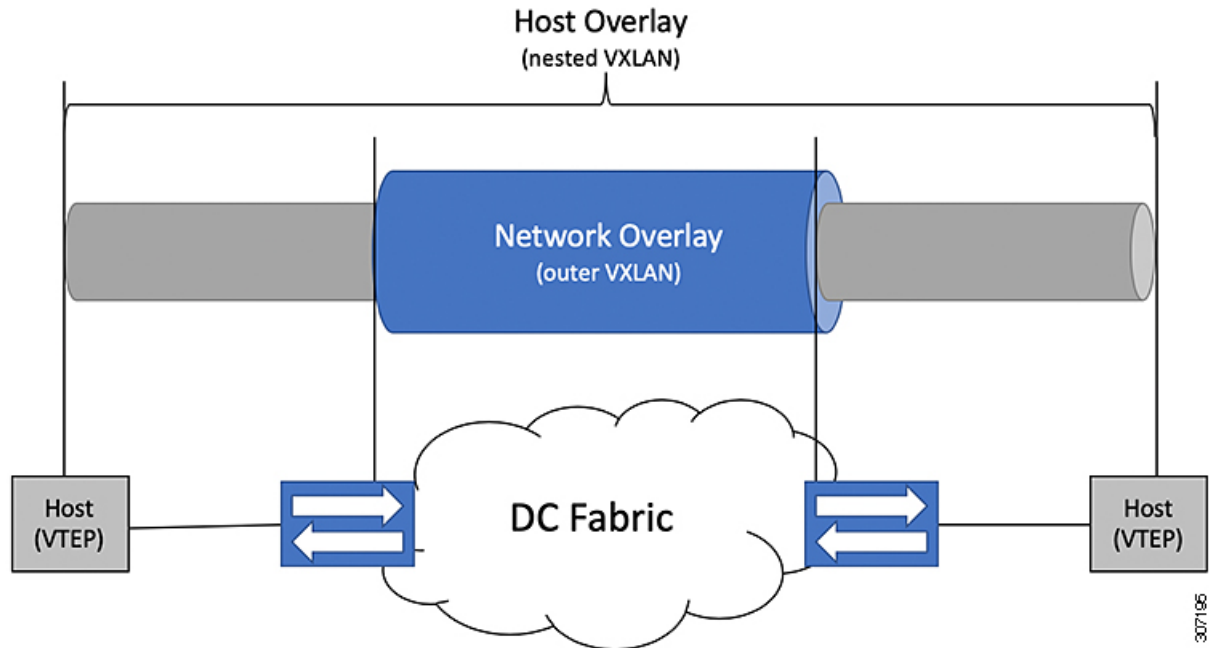 Host Overlay
(nested VXLAN)
Network Overlay
(outer VXLAN)
DC Fabric
Host
(VTEP)
Host
(VTEP)
307195